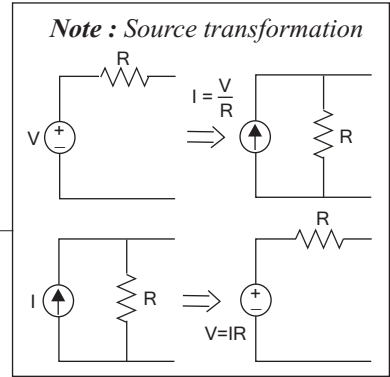 Note : Source transformation
R
V
+
–
I = V/R
R
I
R
R
+
–
V=IR